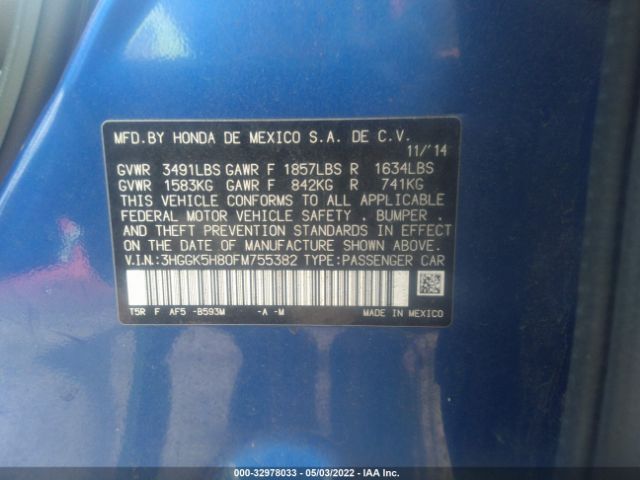 MFD.BY HONDA DE MEXICO S.A. DE C.V.
11/'14
GVWR 3491LBS GAWR F 1857LBS R 1634LBS
GVWR 1583KG GAWR F 842KG R 741KG
THIS VEHICLE CONFORMS TO ALL APPLICABLE
FEDERAL MOTOR VEHICLE SAFETY . BUMPER .
AND THEFT PREVENTION STANDARDS IN EFFECT
ON THE DATE OF MANUFACTURE SHOWN ABOVE.
V.I.N.:3HGGK5H80FM755382 TYPE:PASSENGER CAR
T5R F AF5 -B593M -A -M MADE IN MEXICO
000-32978033 - 05/03/2022 - IAA Inc.